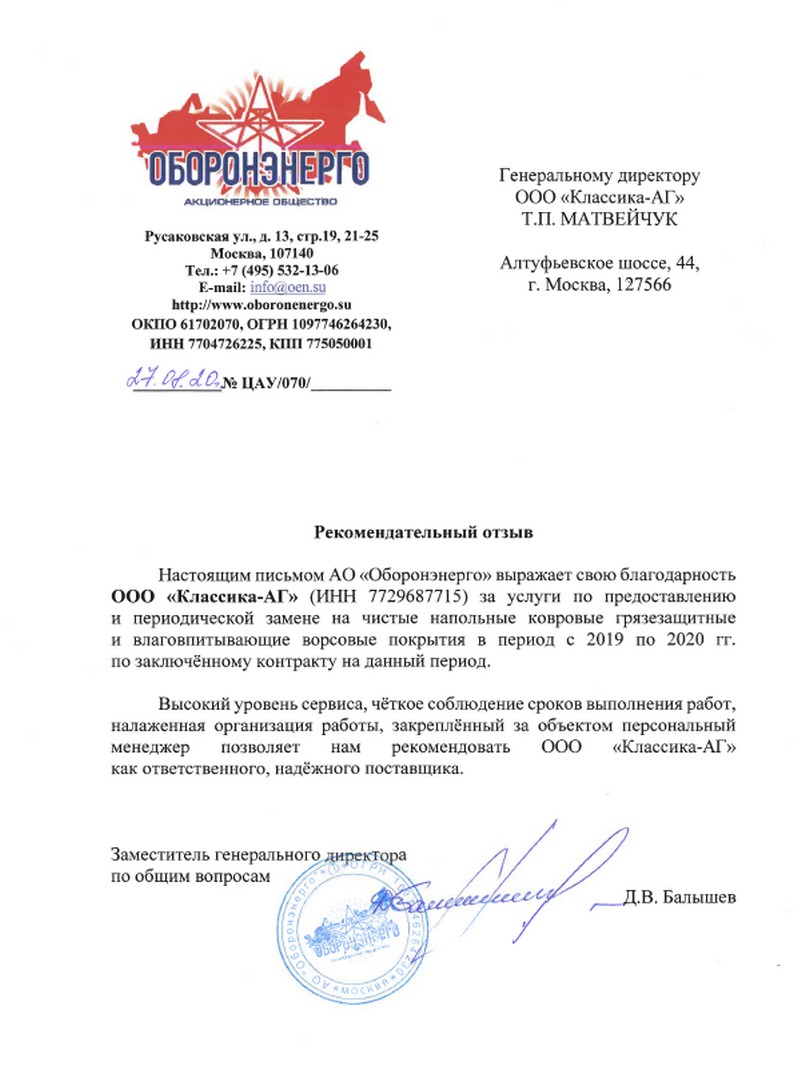 ОБОРОНЭНЕРГО
АКЦИОНЕРНОЕ ОБЩЕСТВО
Русаковская ул., д. 13, стр.19, 21-25
Москва, 107140
Тел.: +7 (495) 532-13-06
E-mail: info@oen.su
http://www.oboronenergo.su
ОКПО 61702070, ОГРН 1097746264230,
ИНН 7704726225, КПП 775050001
27.08.20. № ЦАУ/070/
Генеральному директору
ООО «Классика-АГ»
Т.П. МАТВЕЙЧУК
Алтуфьевское шоссе, 44,
г. Москва, 127566
Рекомендательный отзыв
Настоящим письмом АО «Оборонэнерго» выражает свою благодарность
ООО «Классика-АГ» (ИНН 7729687715) за услуги по предоставлению
и периодической замене на чистые напольные ковровые грязезащитные
и влаговпитывающие ворсовые покрытия в период с 2019 по 2020 гг.
по заключённому контракту на данный период.
Высокий уровень сервиса, чёткое соблюдение сроков выполнения работ,
налаженная организация работы, закреплённый за объектом персональный
менеджер позволяет нам рекомендовать ООО «Классика-АГ»
как ответственного, надёжного поставщика.
Заместитель генерального директора
по общим вопросам
Д.В. Балышев
АО "Оборонэнерго" * ОГРН 1097746264230 * МОСКВА *
ОБОРОНЭНЕРГО